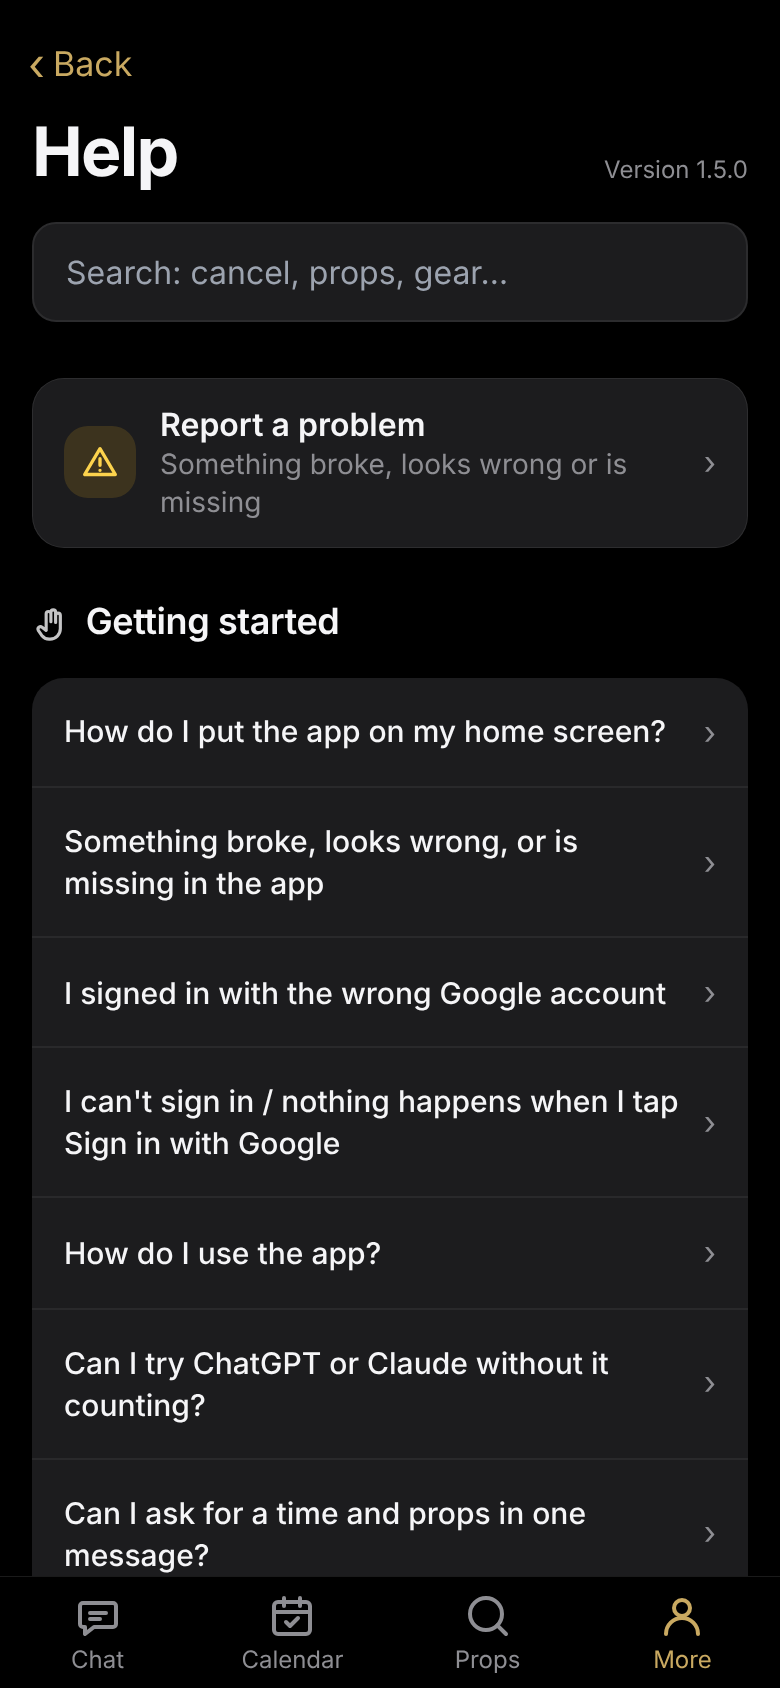 Back
Help
Version 1.5.0
Search: cancel, props, gear...
Report a problem
Something broke, looks wrong or is
missing
Getting started
How do I put the app on my home screen?
Something broke, looks wrong, or is
missing in the app
I signed in with the wrong Google account
I can't sign in / nothing happens when I tap
Sign in with Google
How do I use the app?
Can I try ChatGPT or Claude without it
counting?
Can I ask for a time and props in one
message?
Chat
Calendar
Props
More